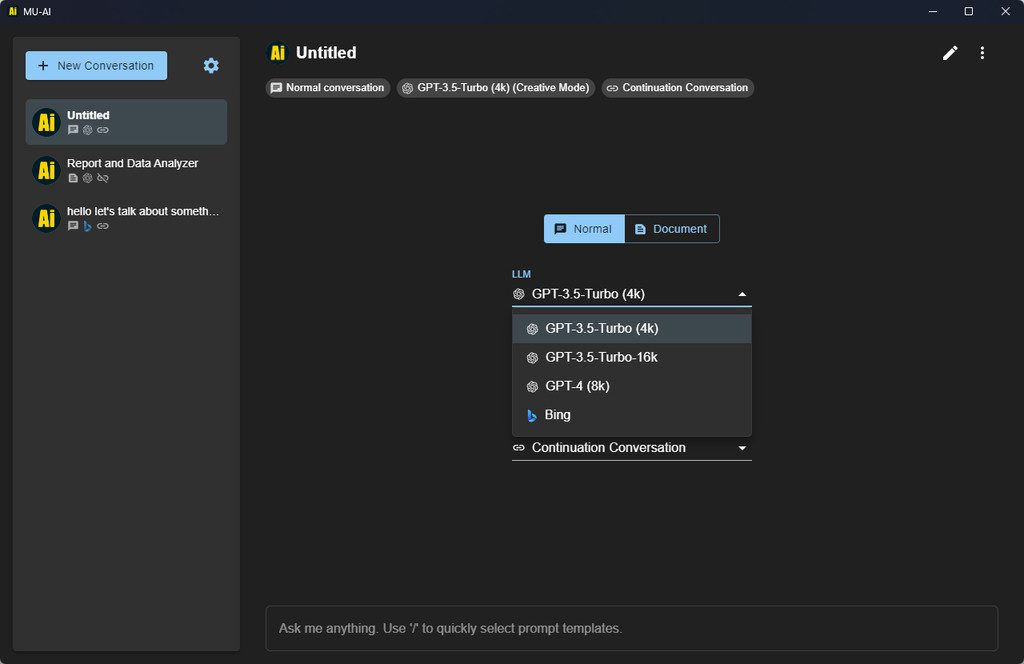 Ai MU-AI
New Conversation
Ai Untitled
Ai Report and Data Analyzer
Ai hello let's talk about someth...
Ai Untitled
Normal conversation GPT-3.5-Turbo (4k) (Creative Mode) Continuation Conversation
Normal Document
LLM
GPT-3.5-Turbo (4k)
GPT-3.5-Turbo (4k)
GPT-3.5-Turbo-16k
GPT-4 (8k)
Bing
Continuation Conversation
Ask me anything. Use '/' to quickly select prompt templates.